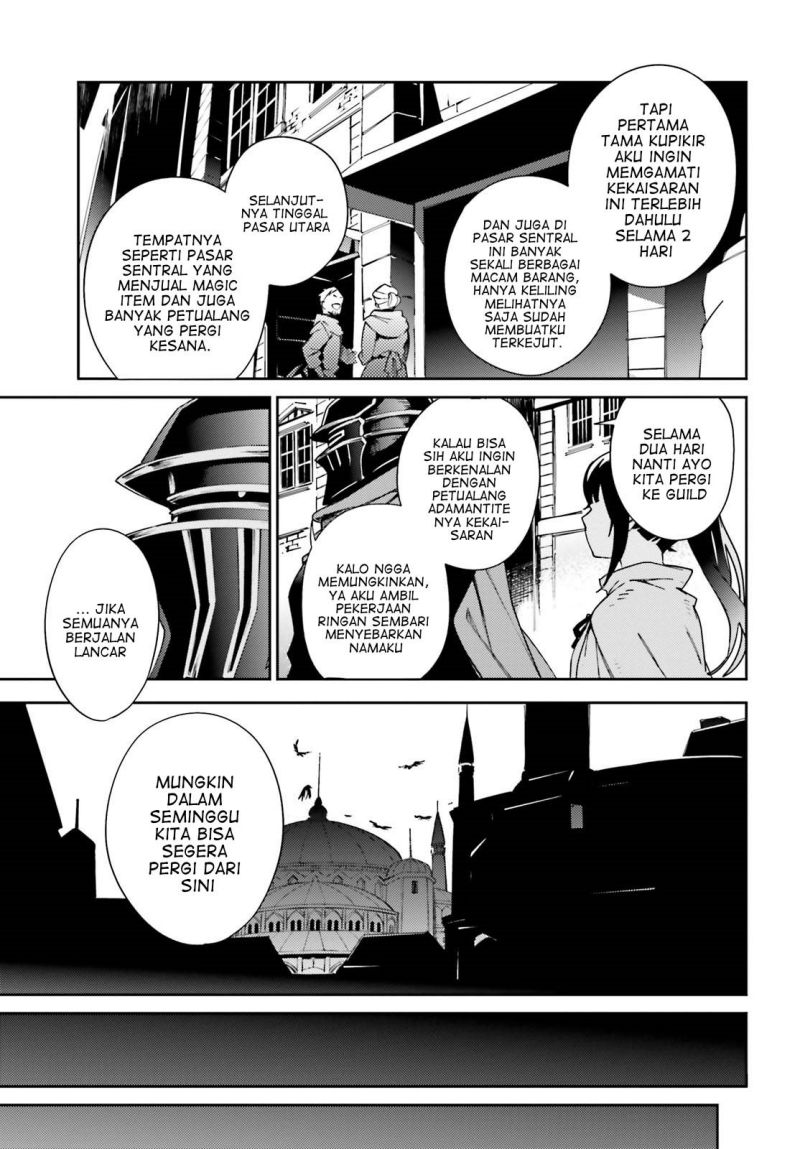 TAPI
PERTAMA
TAMA KUPIKIR
AKU INGIN
MEMGAMATI
KEKAISARAN
INI TERLEBIH
DAHULU
SELAMA 2
HARI
DAN JUGA DI
PASAR SENTRAL
INI BANYAK
SEKALI BERBAGAI
MACAM BARANG,
HANYA KELILING
MELIHATNYA
SAJA SUDAH
MEMBUATKU
TERKEJUT.
SELANJUT-
NYA TINGGAL
PASAR UTARA
TEMPATNYA
SEPERTI PASAR
SENTRAL YANG
MENJUAL MAGIC
ITEM DAN JUGA
BANYAK PETUALANG
YANG PERGI
KESANA.
SELAMA
DUA HARI
NANTI AYO
KITA PERGI
KE GUILD
KALAU BISA
SIH AKU INGIN
BERKENALAN
DENGAN
PETUALANG
ADAMANTITE
NYA KEKAI-
SARAN
KALO NGGA
MEMUNGKINKAN,
YA AKU AMBIL
PEKERJAAN
RINGAN SEMBARI
MENYEBARKAN
NAMAKU
... JIKA
SEMUANYA
BERJALAN
LANCAR
MUNGKIN
DALAM
SEMINGGU
KITA BISA
SEGERA
PERGI DARI
SINI